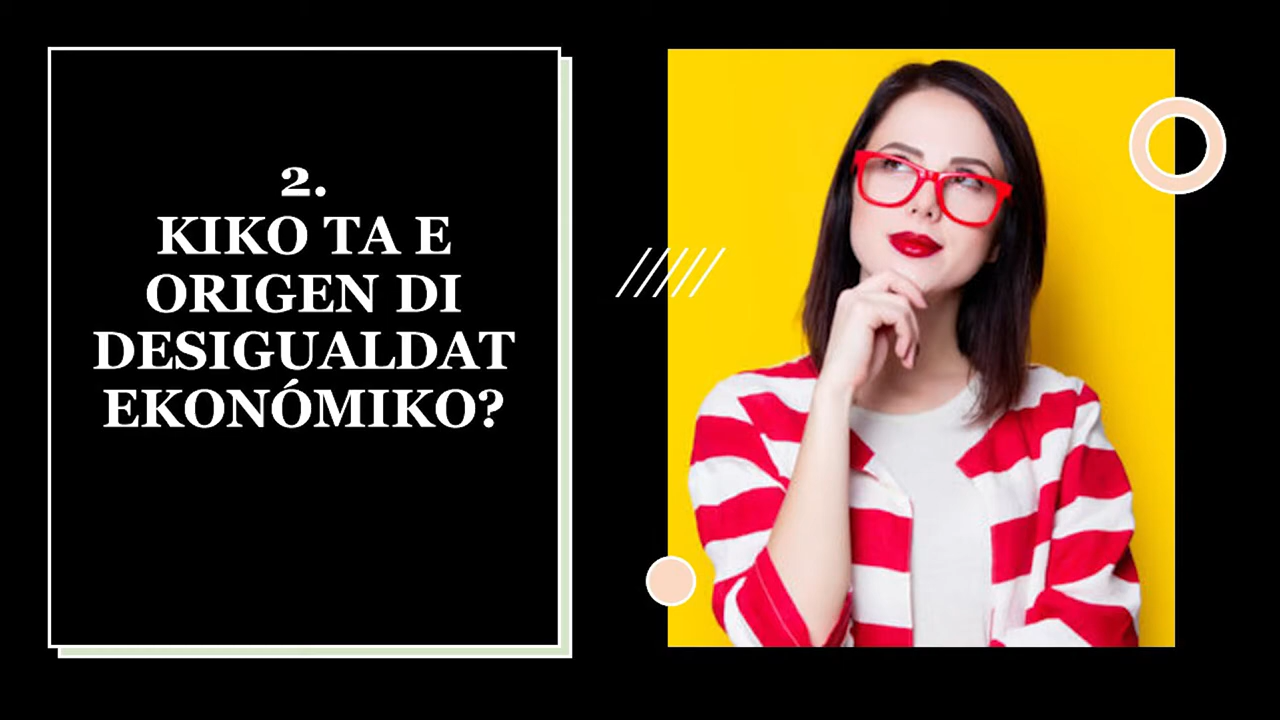 2.
KIKO TA E
ORIGEN DI
DESIGUALDAT
EKONÓMIKO?